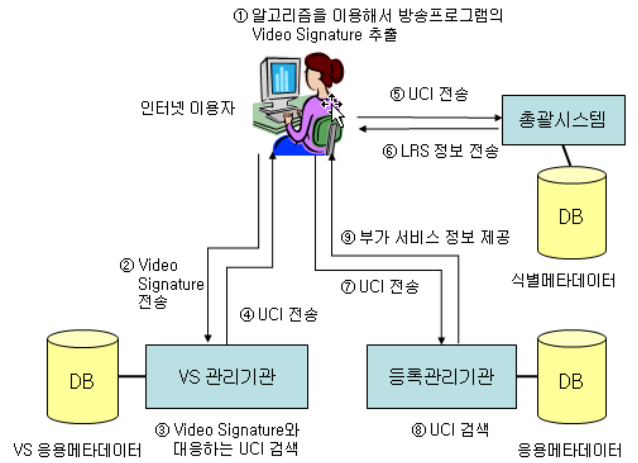 ① 알고리즘을 이용해서 방송프로그램의
Video Signature 추출
인터넷 이용자
⑤ UCI 전송
총괄시스템
⑥ LRS 정보 전송
DB
식별메타데이터
⑨ 부가 서비스 정보 제공
② Video
Signature
전송
⑦ UCI 전송
④ UCI 전송
DB
VS 관리기관
등록관리기관
DB
VS 응용메타데이터
③ Video Signature와
대응하는 UCI 검색
⑧ UCI 검색
응용메타데이터